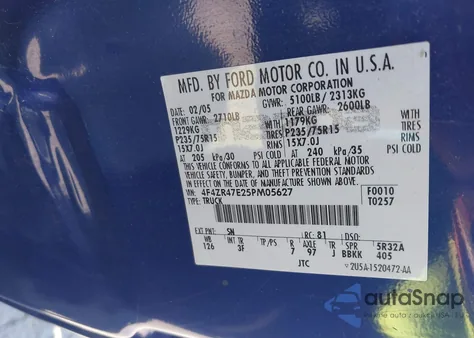 MFD. BY FORD MOTOR CO. IN U.S.A.
FOR MAZDA MOTOR CORPORATION
DATE: 02/05 GVWR: 5100LB/ 2313KG
FRONT GAWR: 2710LB REAR GAWR: 2600LB
1229KG WITH 1179KG WITH
P235/75R15 TIRES P235/75R15 TIRES
15X7.0J RIMS 15X7.0J RIMS
AT 205 kPa/30 PSI COLD AT 240 kPa/35 PSI COLD
THIS VEHICLE CONFORMS TO ALL APPLICABLE FEDERAL MOTOR
VEHICLE SAFETY, BUMPER, AND THEFT PREVENTION STANDARDS
IN EFFECT ON THE DATE OF MANUFACTURE SHOWN ABOVE.
VIN: 4F4ZR47E25PM05627 F0010
TYPE: TRUCK T0257
EXT PNT: SN RC: 81 DSO:
WB INT TR TP/PS R AXLE TR SPR 5R32A
126 3F 7 97 J BBKK 405
JTC 2U5A-1520472-AA
autoSnap